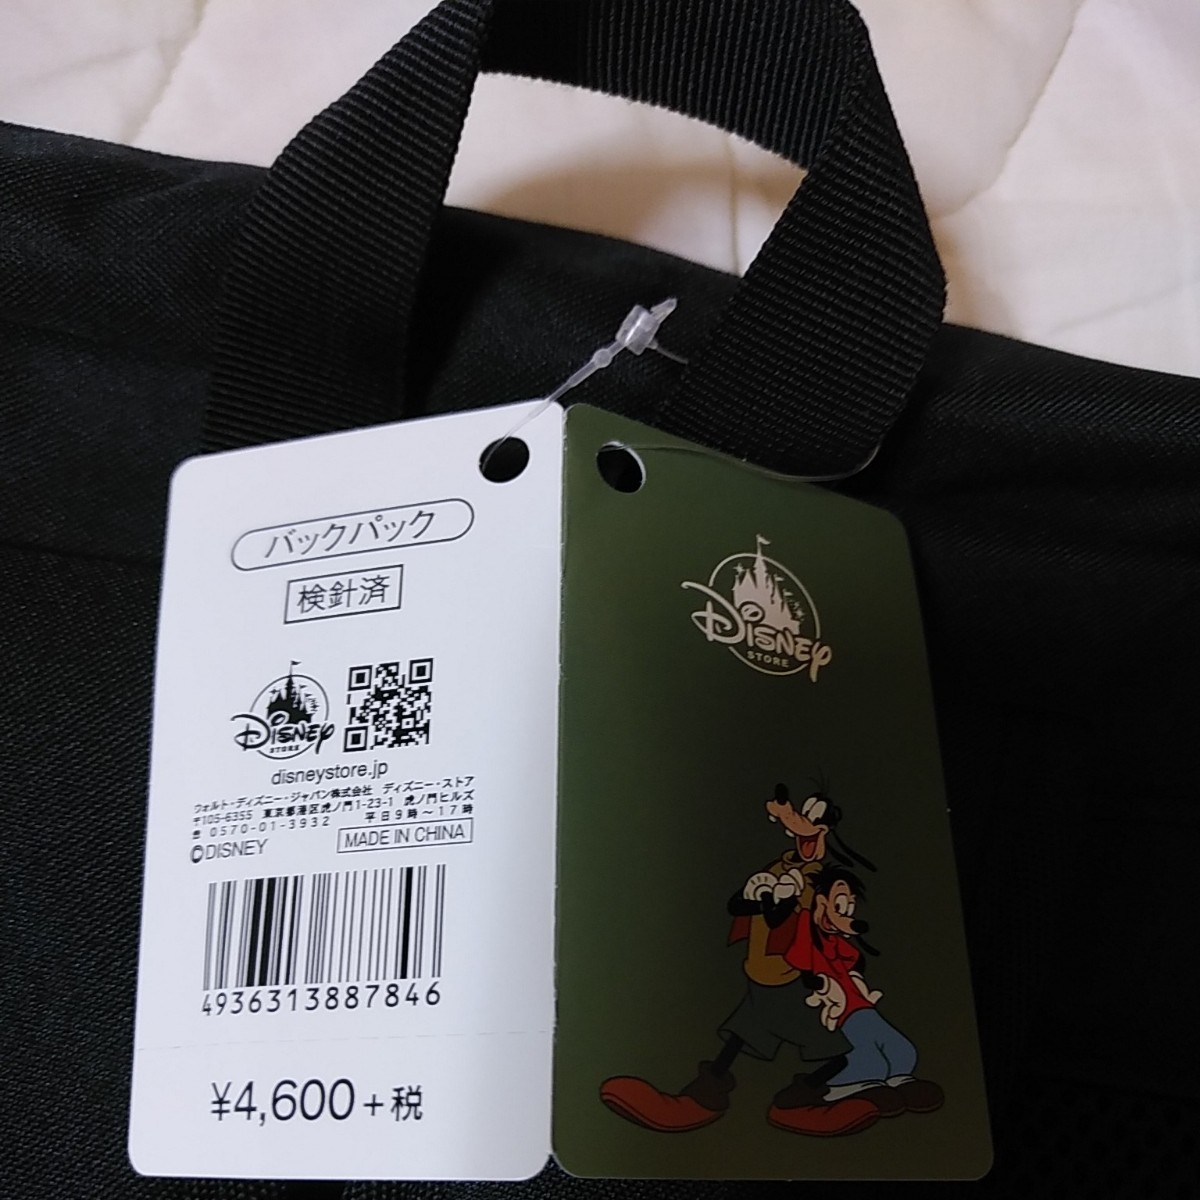 バックパック
検針済
DISNEY
STORE
disneystore.jp
ウォルト・ディズニー・ジャパン株式会社 ディズニー・ストア
〒105-6355 東京都港区虎ノ門1-23-1 虎ノ門ヒルズ
☎ 0570-01-3932 平日9時～17時
©DISNEY MADE IN CHINA
4936313887846
¥4,600+税
DISNEY
STORE